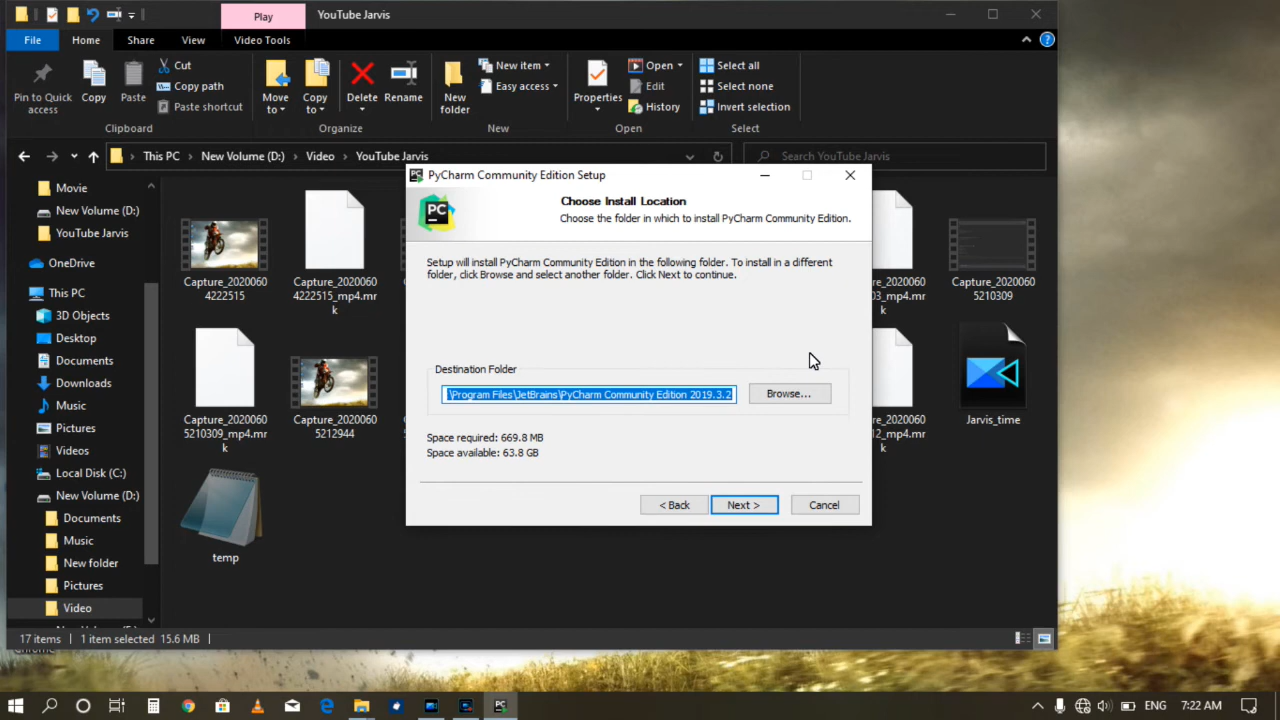 Play
YouTube Jarvis
File
Home
Share
View
Video Tools
Pin to Quick
access
Copy
Paste
Cut
Copy path
Paste shortcut
Clipboard
Move
to
Copy
to
Delete
Rename
Organize
New
folder
New item
Easy access
New
Properties
Open
Edit
History
Open
Select all
Select none
Invert selection
Select
This PC
New Volume (D:)
Video
YouTube Jarvis
Search YouTube Jarvis
Movie
New Volume (D:)
YouTube Jarvis
OneDrive
This PC
3D Objects
Desktop
Documents
Downloads
Music
Pictures
Videos
Local Disk (C:)
New Volume (D:)
Documents
Music
New folder
Pictures
Video
Capture_2020060
4222515
Capture_2020060
4222515_mp4.mr
k
re_2020060
03_mp4.mr
k
Capture_2020060
5210309
Capture_2020060
5210309_mp4.mr
k
Capture_2020060
5212944
re_2020060
12_mp4.mr
k
Jarvis_time
temp
PyCharm Community Edition Setup
PC
Choose Install Location
Choose the folder in which to install PyCharm Community Edition.
Setup will install PyCharm Community Edition in the following folder. To install in a different
folder, click Browse and select another folder. Click Next to continue.
Destination Folder
\Program Files\JetBrains\PyCharm Community Edition 2019.3.2
Browse...
Space required: 669.8 MB
Space available: 63.8 GB
< Back
Next >
Cancel
17 items
1 item selected
15.6 MB
PC
ENG
7:22 AM